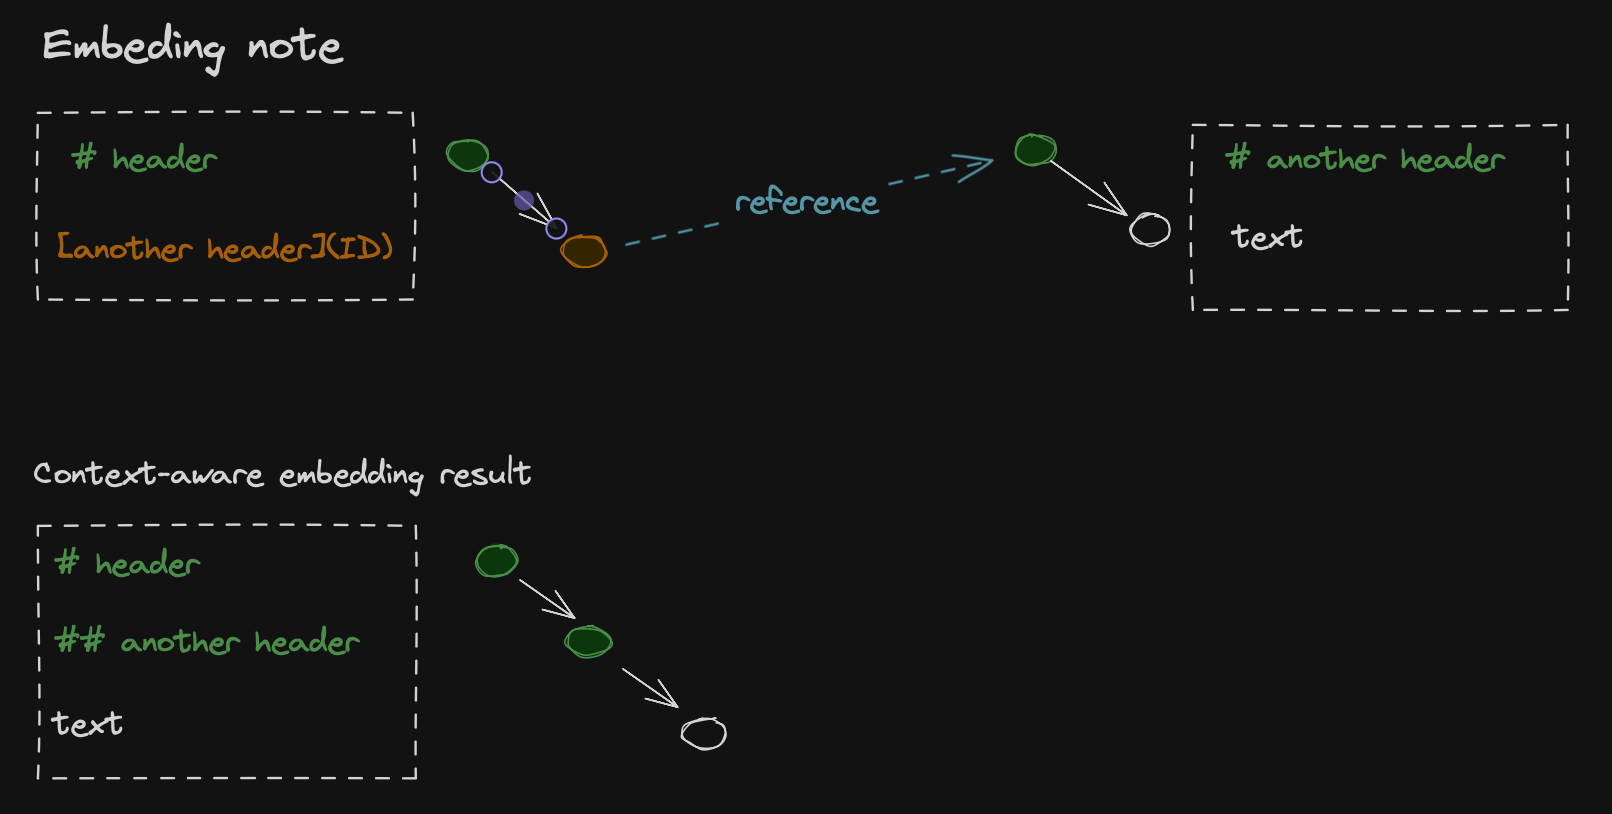 Embeding note
# header
[another header](ID)
reference
# another header
text
Context-aware embedding result
# header
## another header
text